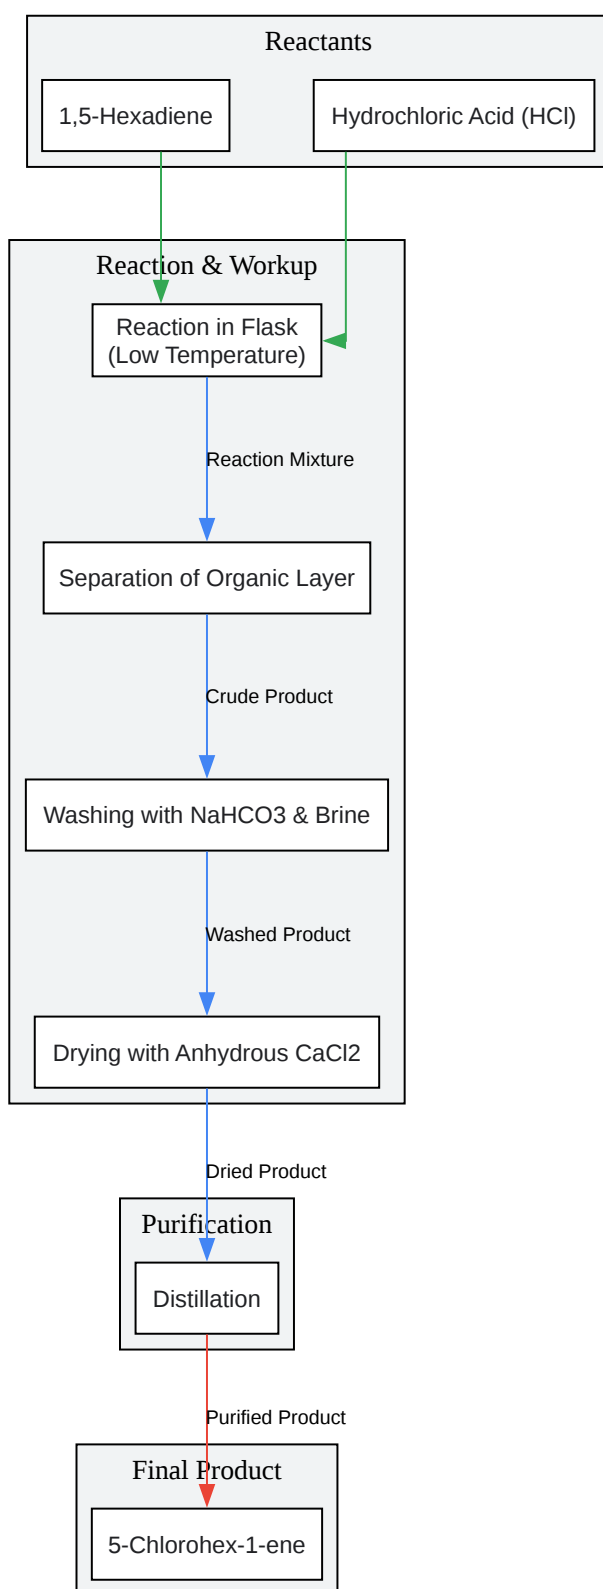 Reactants
1,5-Hexadiene
Hydrochloric Acid (HCl)
Reaction & Workup
Reaction in Flask
(Low Temperature)
Reaction Mixture
Separation of Organic Layer
Crude Product
Washing with NaHCO3 & Brine
Washed Product
Drying with Anhydrous CaCl2
Dried Product
Purification
Distillation
Purified Product
Final Product
5-Chlorohex-1-ene